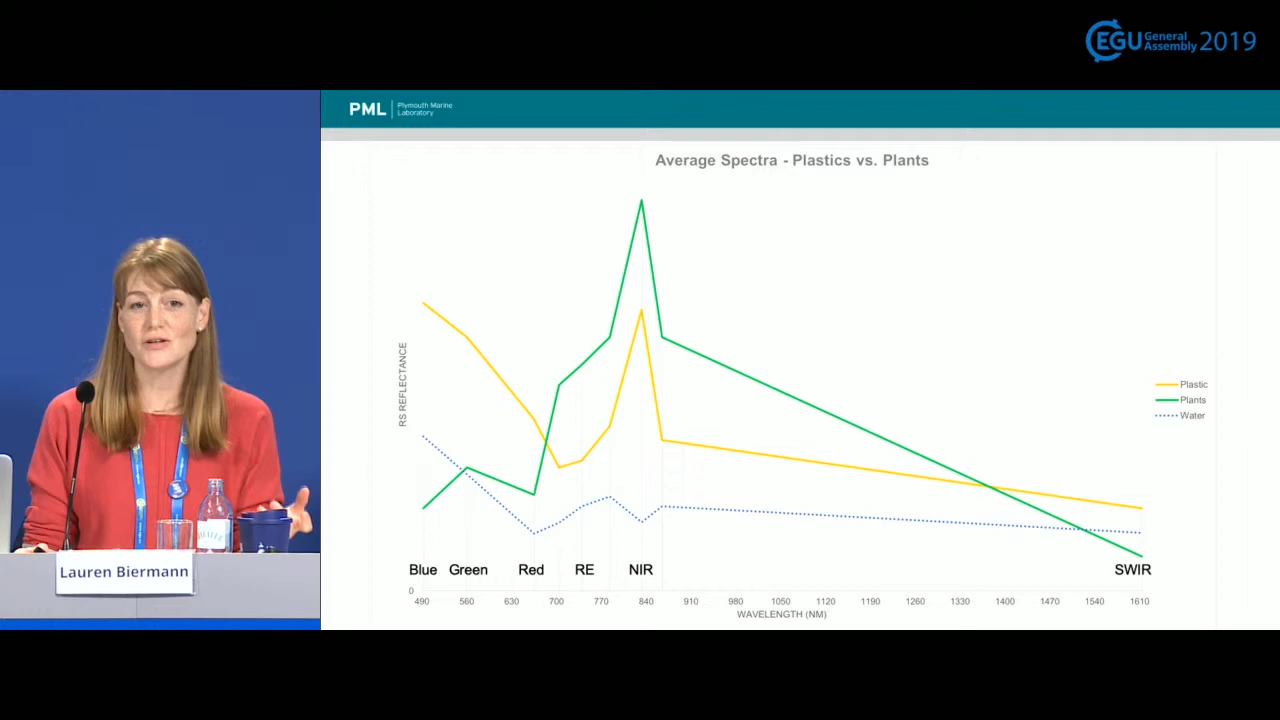 EGU General Assembly 2019
PML Plymouth Marine Laboratory
Average Spectra - Plastics vs. Plants
RS REFLECTANCE
Plastic
Plants
Water
Blue Green Red RE NIR SWIR
0
490 560 630 700 770 840 910 980 1050 1120 1190 1260 1330 1400 1470 1540 1610
WAVELENGTH (NM)
Lauren Biermann